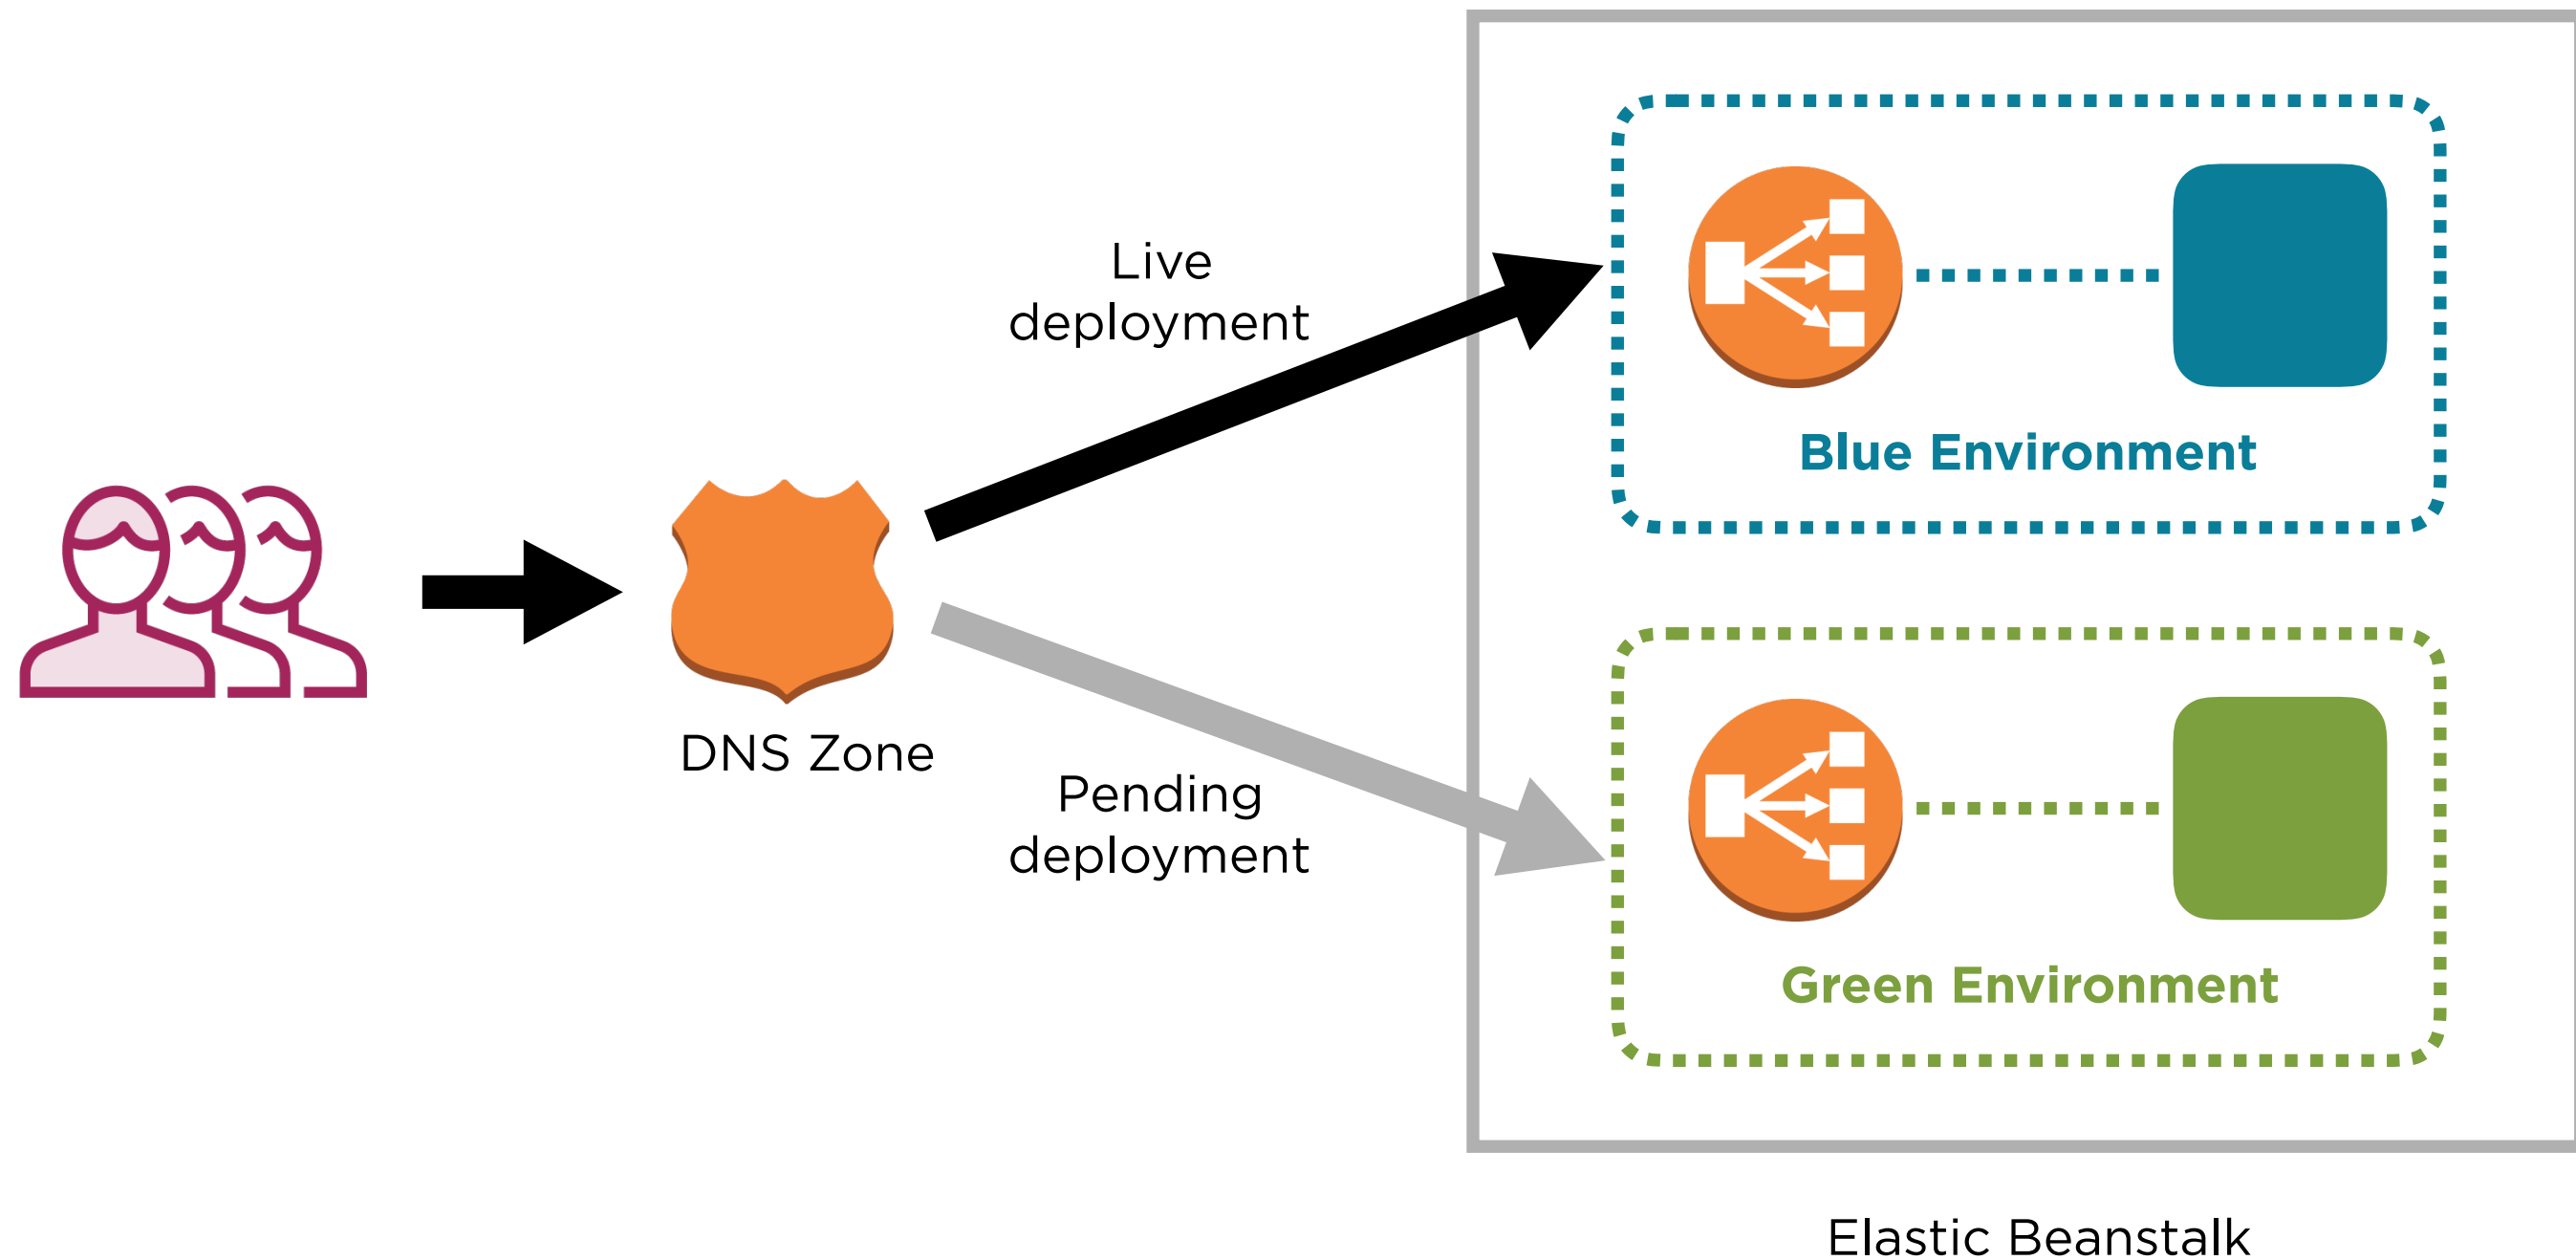 Live
deployment
Blue Environment
DNS Zone
Pending
deployment
Green Environment
Elastic Beanstalk